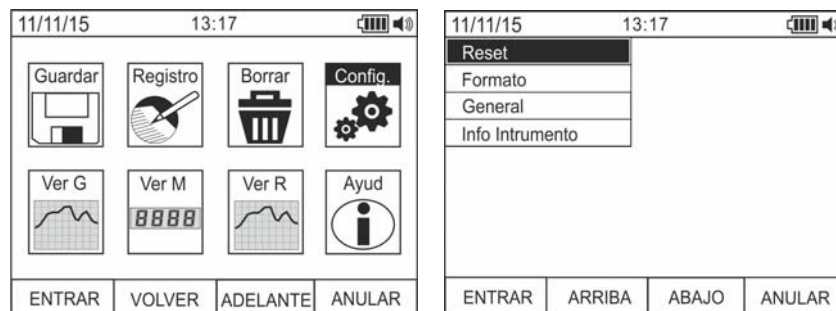 11/11/15 13:17
Guardar Registro Borrar Config.
Ver G Ver M Ver R Ayud
8888
ENTRAR VOLVER ADELANTE ANULAR
11/11/15 13:17
Reset
Formato
General
Info Intrumento
ENTRAR ARRIBA ABAJO ANULAR